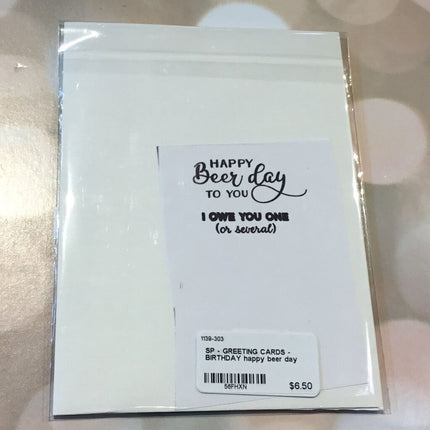 HAPPY
Beer day
TO YOU
I OWE YOU ONE
(or several)
1139-303
SP - GREETING CARDS -
BIRTHDAY happy beer day
56FHXN
$6.50